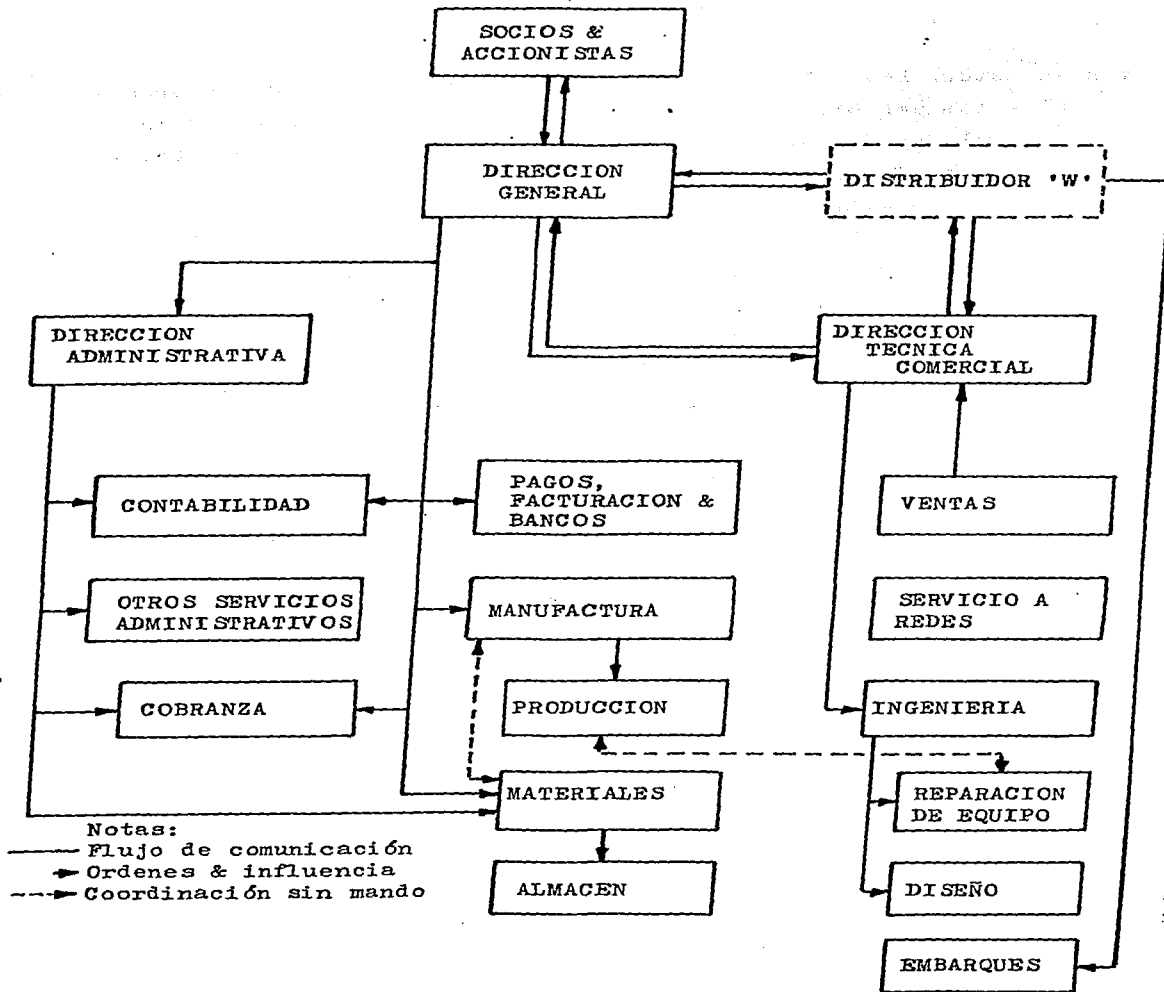 SOCIOS &
ACCIONISTAS
DIRECCION
GENERAL
DISTRIBUIDOR 'W'
DIRECCION
ADMINISTRATIVA
DIRECCION
TECNICA
COMERCIAL
CONTABILIDAD
PAGOS,
FACTURACION &
BANCOS
VENTAS
OTROS SERVICIOS
ADMINISTRATIVOS
MANUFACTURA
SERVICIO A
REDES
COBRANZA
PRODUCCION
INGENIERIA
MATERIALES
REPARACION
DE EQUIPO
ALMACEN
DISEÑO
EMBARQUES
Notas:
Flujo de comunicación
Ordenes & influencia
Coordinación sin mando